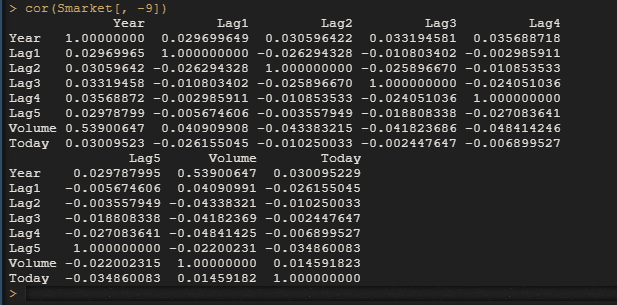 > cor(Smarket[, -9])
             Year         Lag1         Lag2         Lag3         Lag4
Year   1.00000000  0.029699649  0.030596422  0.033194581  0.035688718
Lag1   0.02969965  1.000000000 -0.026294328 -0.010803402 -0.002985911
Lag2   0.03059642 -0.026294328  1.000000000 -0.025896670 -0.010853533
Lag3   0.03319458 -0.010803402 -0.025896670  1.000000000 -0.024051036
Lag4   0.03568872 -0.002985911 -0.010853533 -0.024051036  1.000000000
Lag5   0.02978799 -0.005674606 -0.003557949 -0.018808338 -0.027083641
Volume 0.53900647  0.040909908 -0.043383215 -0.041823686 -0.048414246
Today  0.03009523 -0.026155045 -0.010250033 -0.002447647 -0.006899527
               Lag5      Volume        Today
Year    0.029787995  0.53900647  0.030095229
Lag1   -0.005674606  0.04090991 -0.026155045
Lag2   -0.003557949 -0.04338321 -0.010250033
Lag3   -0.018808338 -0.04182369 -0.002447647
Lag4   -0.027083641 -0.04841425 -0.006899527
Lag5    1.000000000 -0.02200231 -0.034860083
Volume -0.022002315  1.00000000  0.014591823
Today  -0.034860083  0.01459182  1.000000000
>